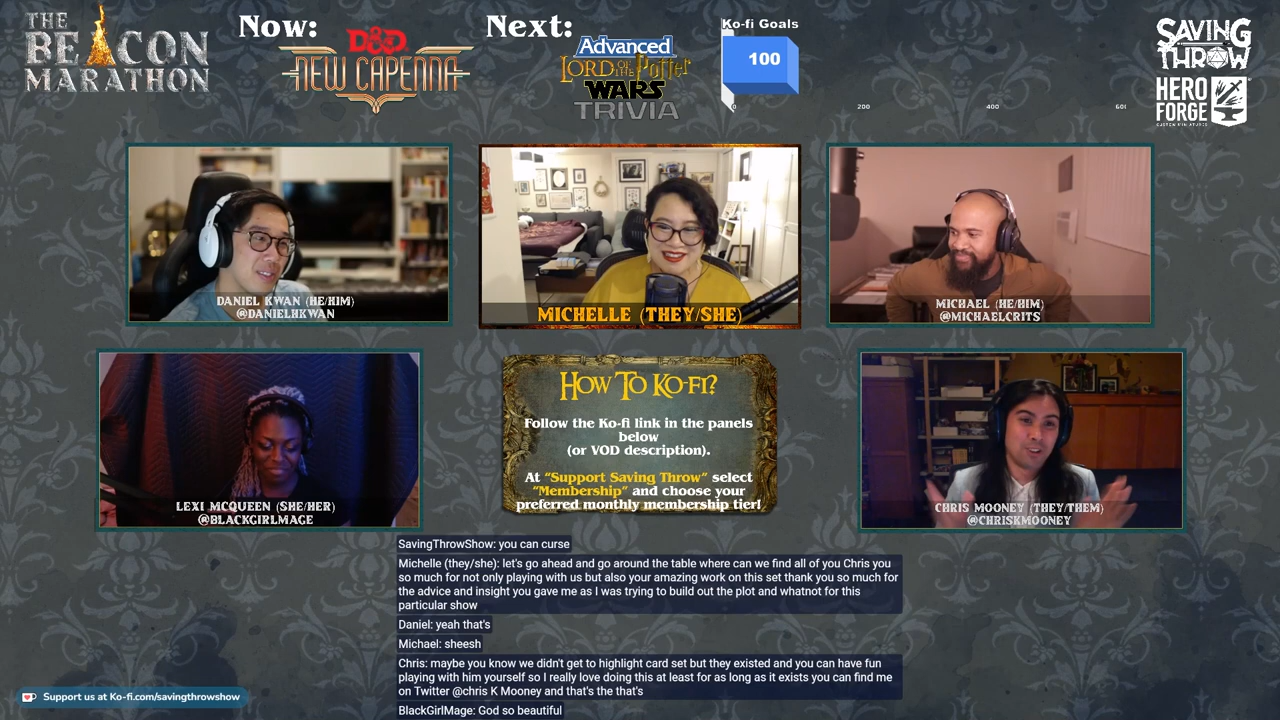 THE
BEACON
MARATHON
Now:
D&D
NEW CAPENNA
Next:
Advanced
LORD OF THE Potter
WARS
TRIVIA
Ko-fi Goals
100
0
200
400
600
SAVING
THROW
HERO
FORGE
DANIEL KWAN (HE/HIM)
@DANIELHKWAN
MICHELLE (THEY/SHE)
MICHAEL (HE/HIM)
@MICHAELCRITS
LEXI MCQUEEN (SHE/HER)
@BLACKGIRLMAGE
HOW TO KO-FI?
Follow the Ko-fi link in the panels
below
(or VOD description).
At "Support Saving Throw" select
"Membership" and choose your
preferred monthly membership tier!
CHRIS MOONEY (THEY/THEM)
@CHRISKMOONEY
SavingThrowShow: you can curse
Michelle (they/she): let's go ahead and go around the table where can we find all of you Chris you
so much for not only playing with us but also your amazing work on this set thank you so much for
the advice and insight you gave me as I was trying to build out the plot and whatnot for this
particular show
Daniel: yeah that's
Michael: sheesh
Chris: maybe you know we didn't get to highlight card set but they existed and you can have fun
playing with him yourself so I really love doing this at least for as long as it exists you can find me
on Twitter @chris K Mooney and that's the that's
BlackGirlMage: God so beautiful
Support us at Ko-fi.com/savingthrowshow